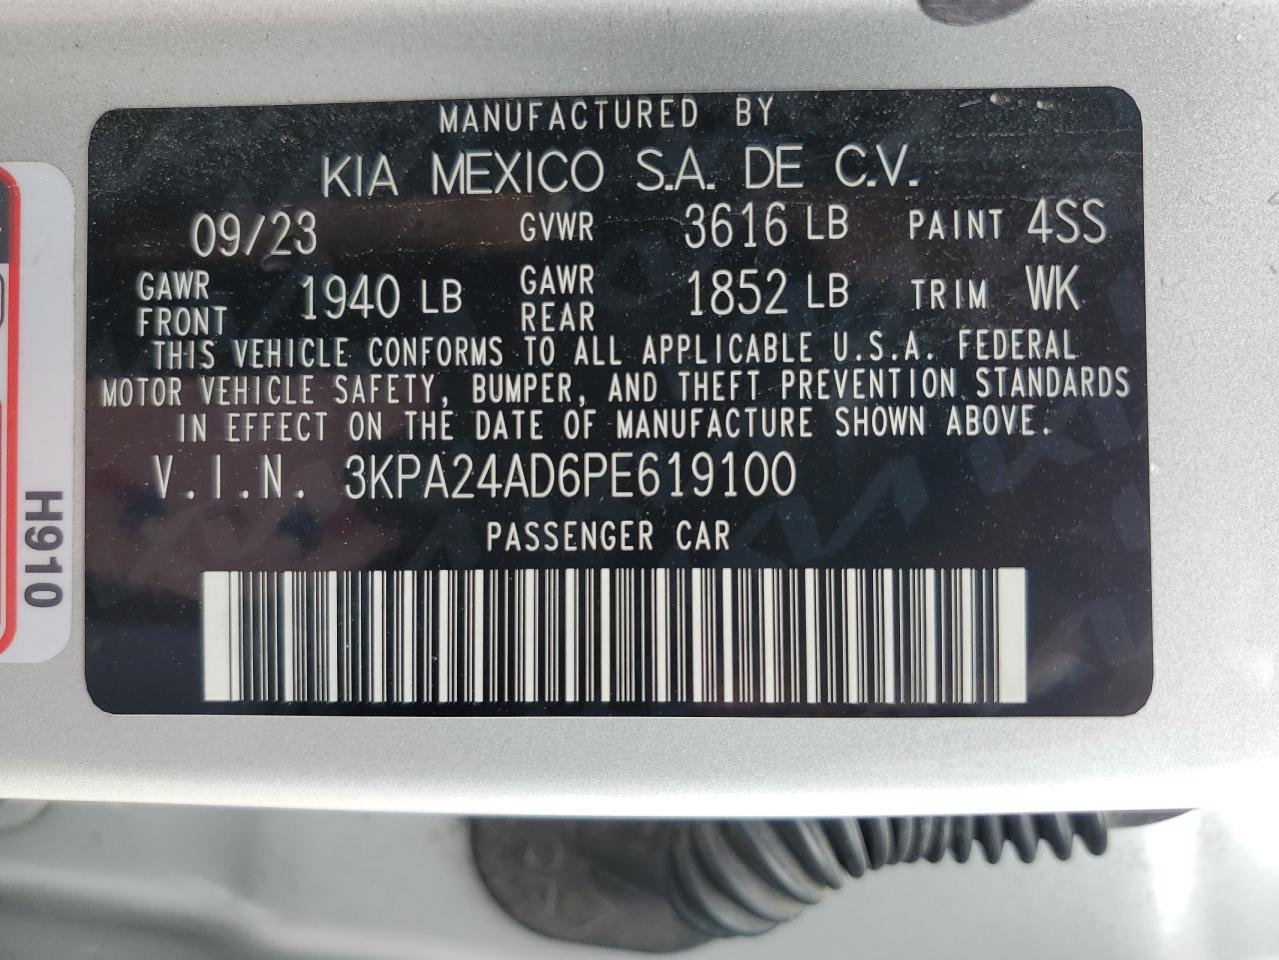 MANUFACTURED BY
KIA MEXICO S.A. DE C.V.
09/23 GVWR 3616 LB PAINT 4SS
GAWR FRONT 1940 LB GAWR REAR 1852 LB TRIM WK
THIS VEHICLE CONFORMS TO ALL APPLICABLE U.S.A. FEDERAL
MOTOR VEHICLE SAFETY, BUMPER, AND THEFT PREVENTION STANDARDS
IN EFFECT ON THE DATE OF MANUFACTURE SHOWN ABOVE.
V.I.N. 3KPA24AD6PE619100
PASSENGER CAR
H910